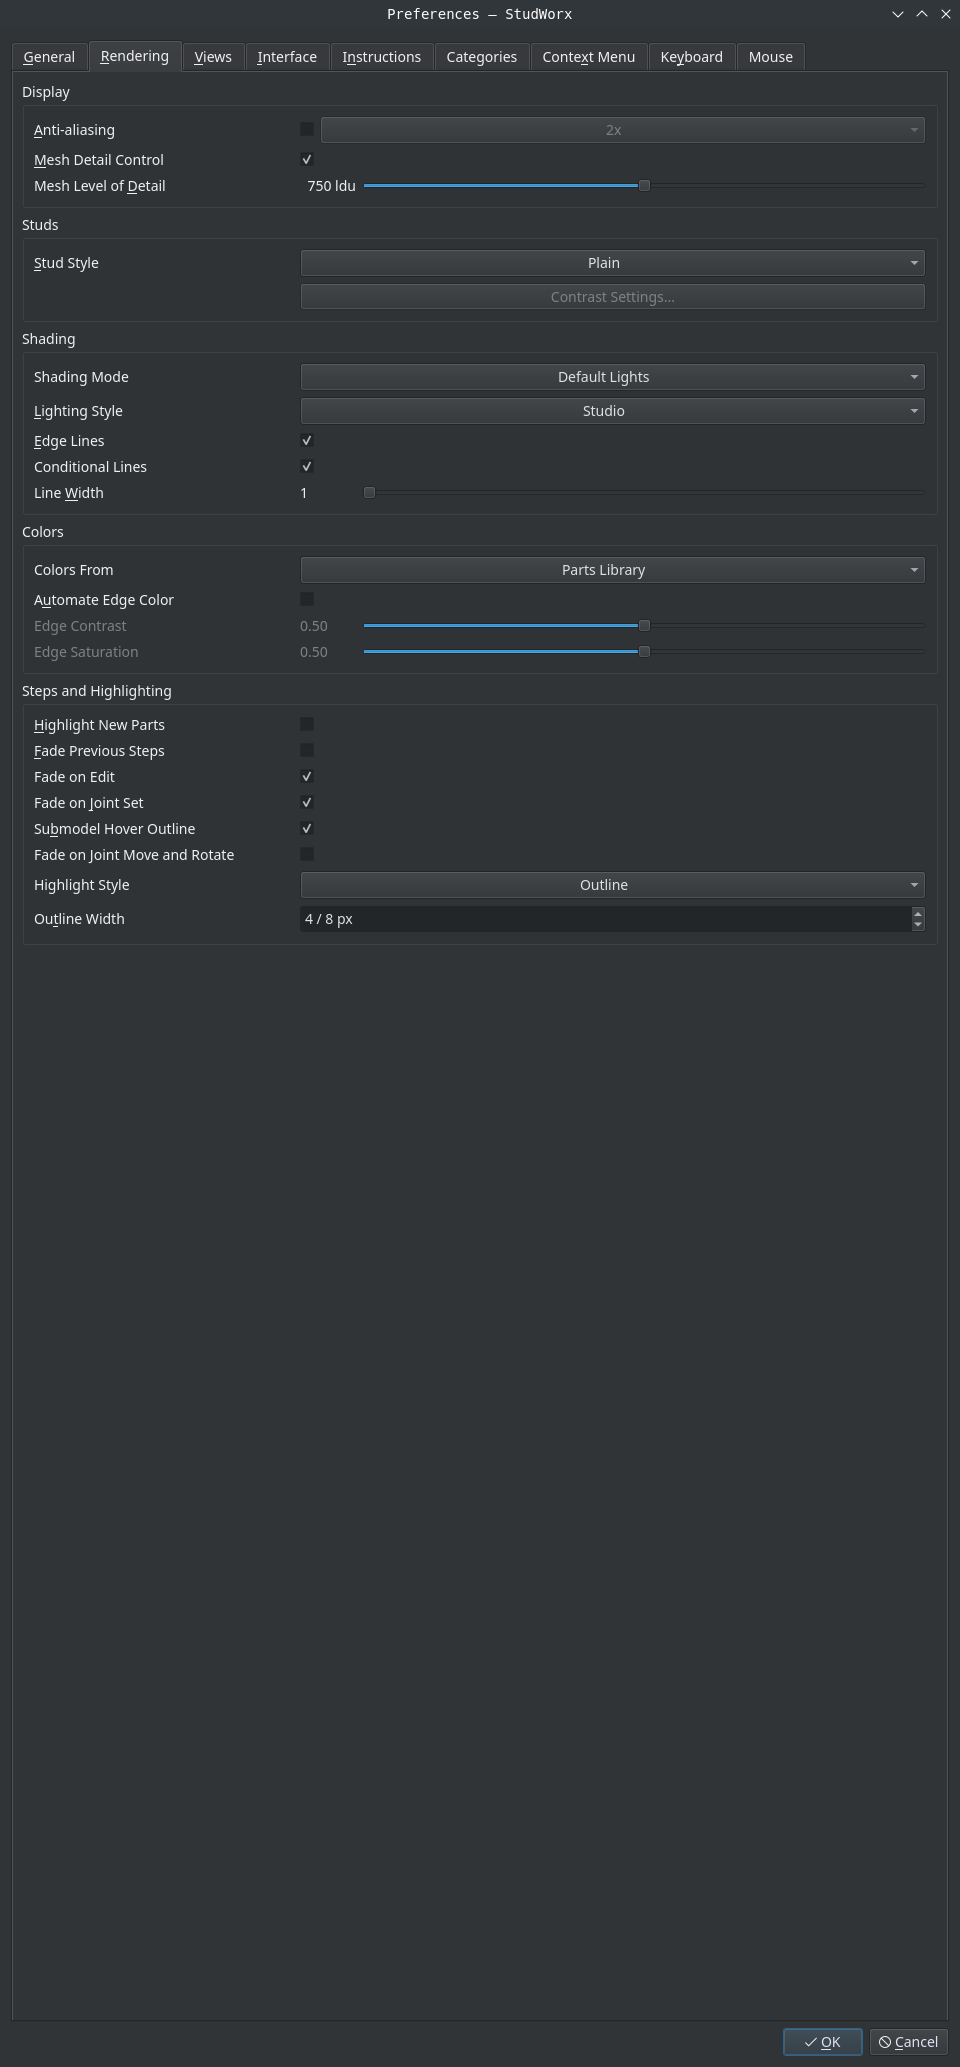 Preferences — StudWorx
General Rendering Views Interface Instructions Categories Context Menu Keyboard Mouse
Display
Anti-aliasing 2x
Mesh Detail Control
Mesh Level of Detail 750 ldu
Studs
Stud Style Plain
Contrast Settings...
Shading
Shading Mode Default Lights
Lighting Style Studio
Edge Lines
Conditional Lines
Line Width 1
Colors
Colors From Parts Library
Automate Edge Color
Edge Contrast 0.50
Edge Saturation 0.50
Steps and Highlighting
Highlight New Parts
Fade Previous Steps
Fade on Edit
Fade on Joint Set
Submodel Hover Outline
Fade on Joint Move and Rotate
Highlight Style Outline
Outline Width 4 / 8 px
OK Cancel